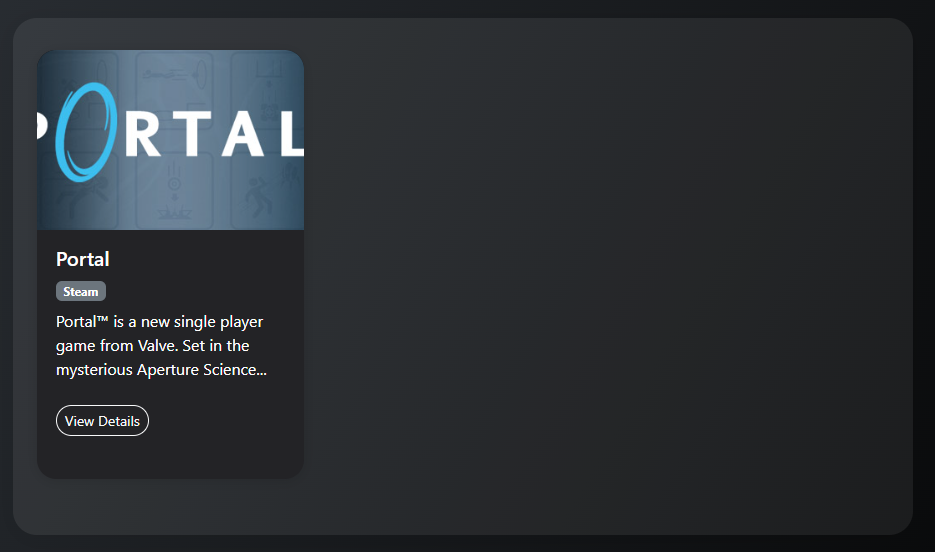 PORTAL
Portal
Steam
Portal™ is a new single player
game from Valve. Set in the
mysterious Aperture Science...
View Details